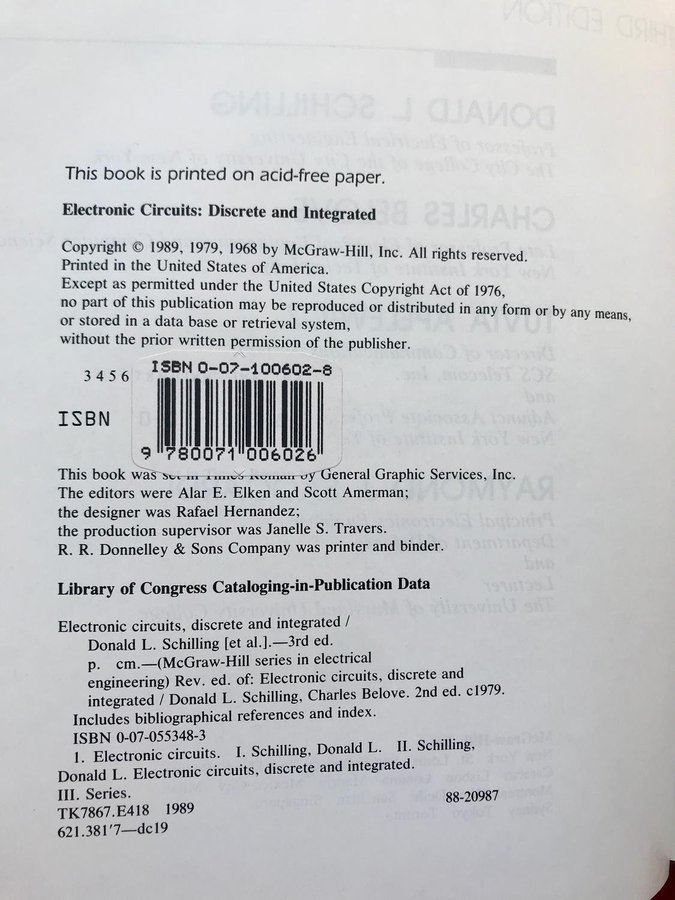 This book is printed on acid-free paper.
Electronic Circuits: Discrete and Integrated
Copyright © 1989, 1979, 1968 by McGraw-Hill, Inc. All rights reserved.
Printed in the United States of America.
Except as permitted under the United States Copyright Act of 1976,
no part of this publication may be reproduced or distributed in any form or by any means,
or stored in a data base or retrieval system,
without the prior written permission of the publisher.
ISBN 0-07-100602-8
3 4 5 6
ISBN
9 780071 006026
This book was set in Times Roman by General Graphic Services, Inc.
The editors were Alar E. Elken and Scott Amerman;
the designer was Rafael Hernandez;
the production supervisor was Janelle S. Travers.
R. R. Donnelley & Sons Company was printer and binder.
Library of Congress Cataloging-in-Publication Data
Electronic circuits, discrete and integrated /
Donald L. Schilling [et al.].—3rd ed.
p. cm.—(McGraw-Hill series in electrical
engineering) Rev. ed. of: Electronic circuits, discrete and
integrated / Donald L. Schilling, Charles Belove. 2nd ed. c1979.
Includes bibliographical references and index.
ISBN 0-07-055348-3
1. Electronic circuits. I. Schilling, Donald L. II. Schilling,
Donald L. Electronic circuits, discrete and integrated.
III. Series.
TK7867.E418 1989 88-20987
621.381'7—dc19